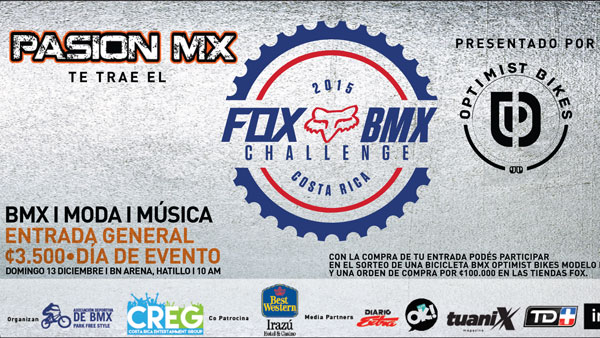 PASION MX
TE TRAE EL
2015
FOX BMX
CHALLENGE
COSTA RICA
PRESENTADO POR
OPTIMIST BIKES
BMX | MODA | MÚSICA
ENTRADA GENERAL
¢3.500•DÍA DE EVENTO
DOMINGO 13 DICIEMBRE | BN ARENA, HATILLO | 10 AM
CON LA COMPRA DE TU ENTRADA PODÉS PARTICIPAR
EN EL SORTEO DE UNA BICICLETA BMX OPTIMIST BIKES MODELO
Y UNA ORDEN DE COMPRA POR ¢100.000 EN LAS TIENDAS FOX.
Organizan
ASOCIACIÓN DEPORTIVA
DE BMX
PARK FREE STYLE
CREG
COSTA RICA ENTERTAINMENT GROUP
Co Patrocina
Best
Western
Irazú
Hotel & Casino
Media Partners
DIARIO
Extra
OK!
tuaniX
magazine
TD+